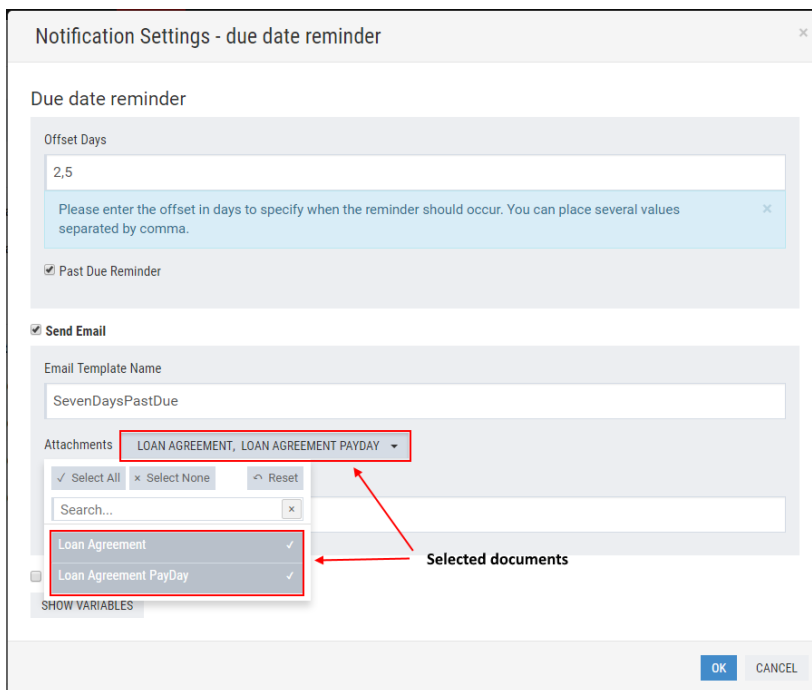 Notification Settings - due date reminder
×
Due date reminder
Offset Days
2,5
Please enter the offset in days to specify when the reminder should occur. You can place several values
separated by comma.
×
Past Due Reminder
Send Email
Email Template Name
SevenDaysPastDue
Attachments LOAN AGREEMENT, LOAN AGREEMENT PAYDAY
✓ Select All × Select None Reset
Search... ×
Loan Agreement ✓
Loan Agreement PayDay ✓
Selected documents
SHOW VARIABLES
OK CANCEL